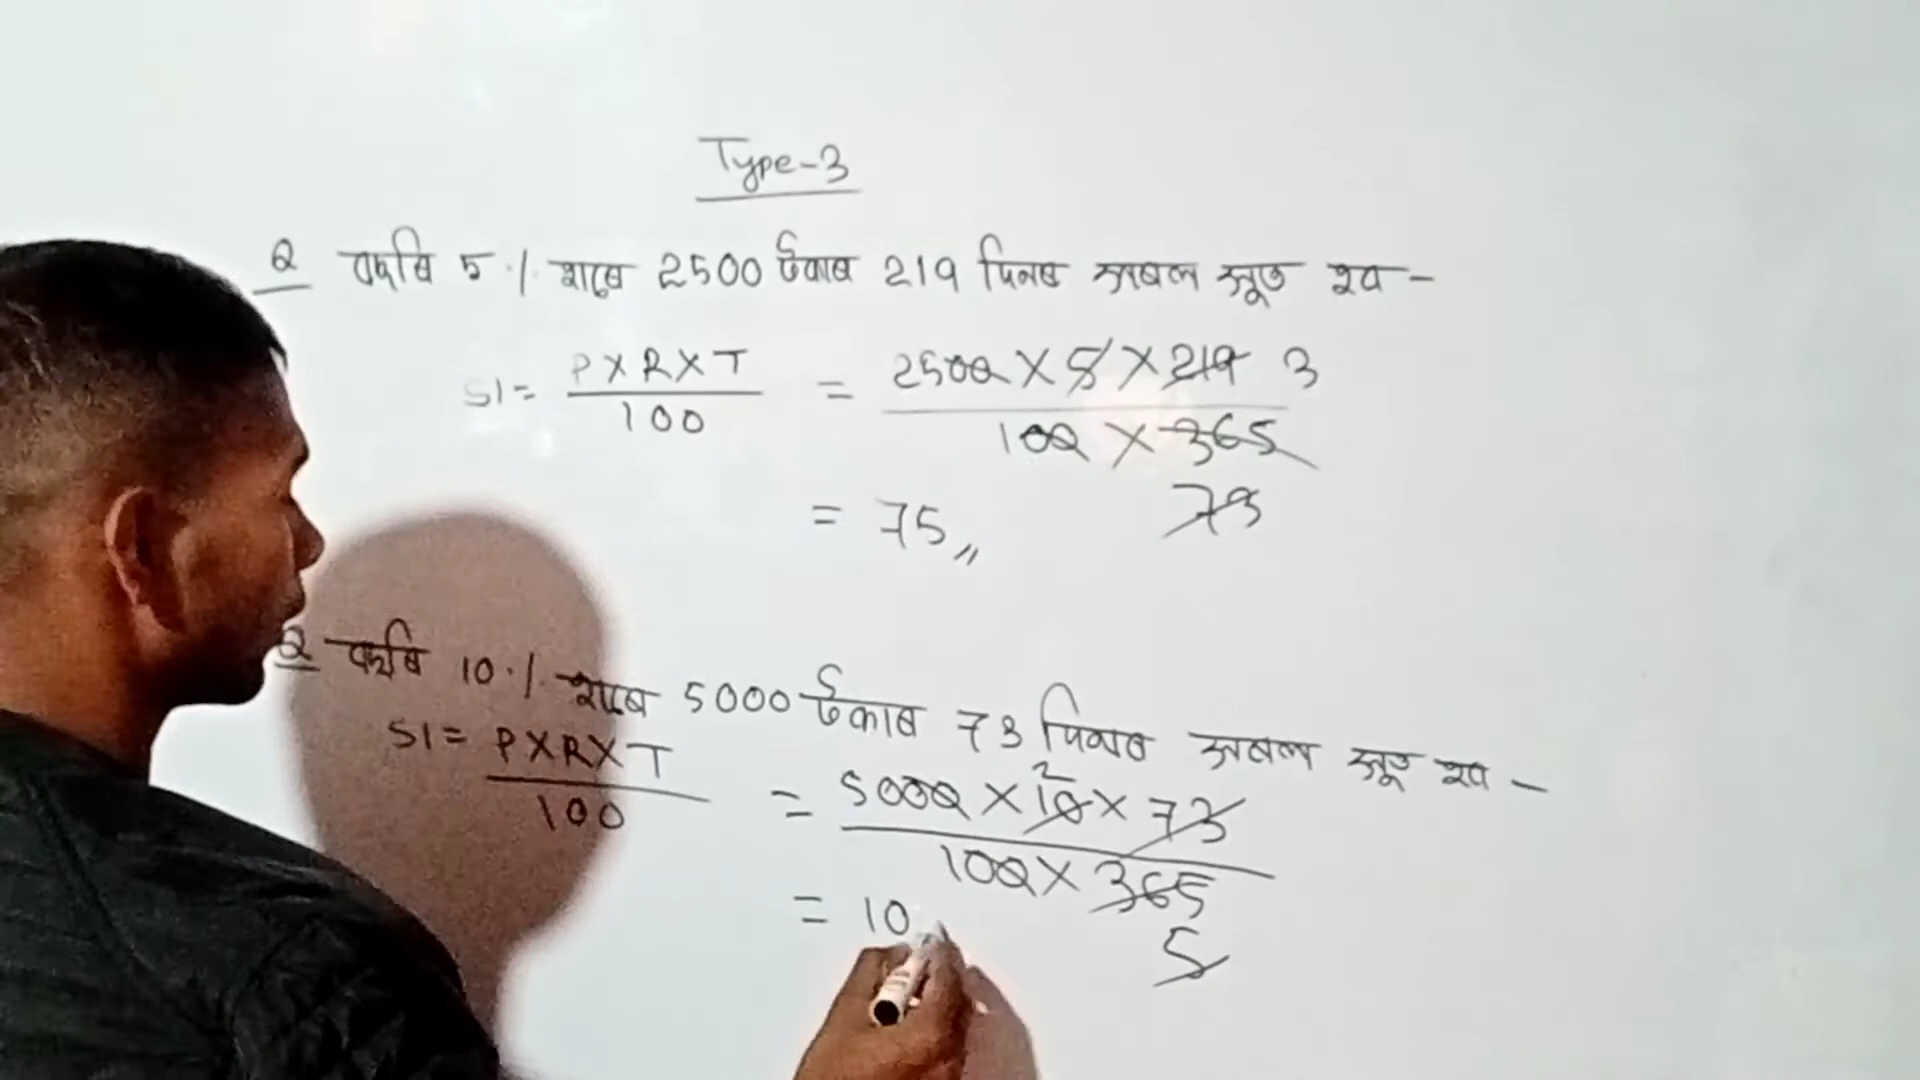 Type-3
Q বছৰি 5 % হাৰে 2500 টকাৰ 219 দিনৰ সৰল সুত হব -
SI = P X R X T / 100 = 2500 X 5 X 219 3 / 100 X 365
= 75 73
Q বছৰি 10 % হাৰে 5000 টকাৰ 73 দিনৰ সৰল সুত হব -
SI = P X R X T / 100 = 5000 X 10 2 X 73 / 100 X 365
= 10 5